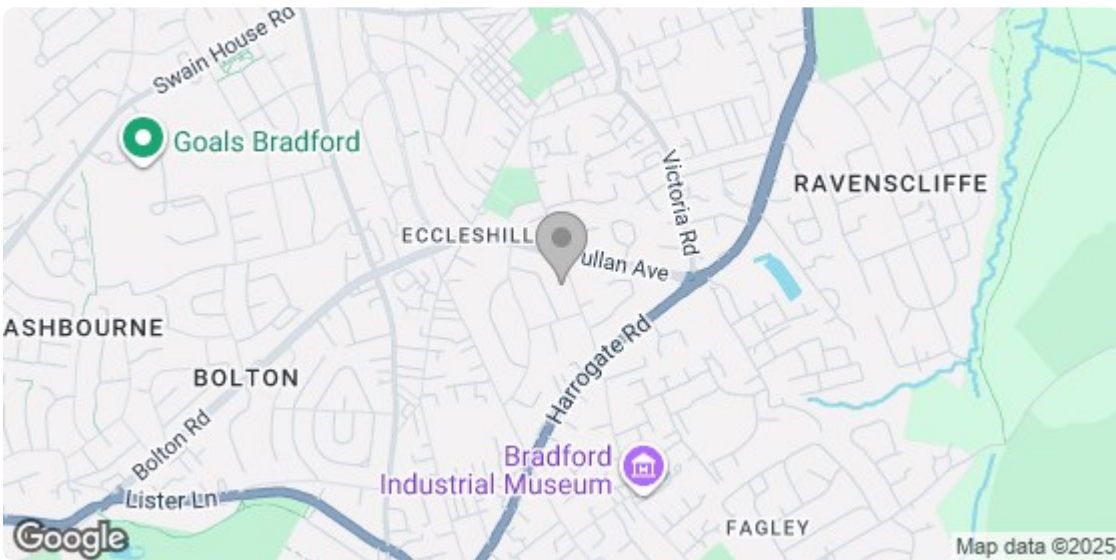 Swain House Rd
Goals Bradford
Victoria Rd
RAVENSCLIFFE
ECCLESHILL
ullan Ave
ASHBOURNE
BOLTON
Harrogate Rd
Bolton Rd
Bradford
Industrial Museum
Lister Ln
FAGLEY
Google
Map data ©2025